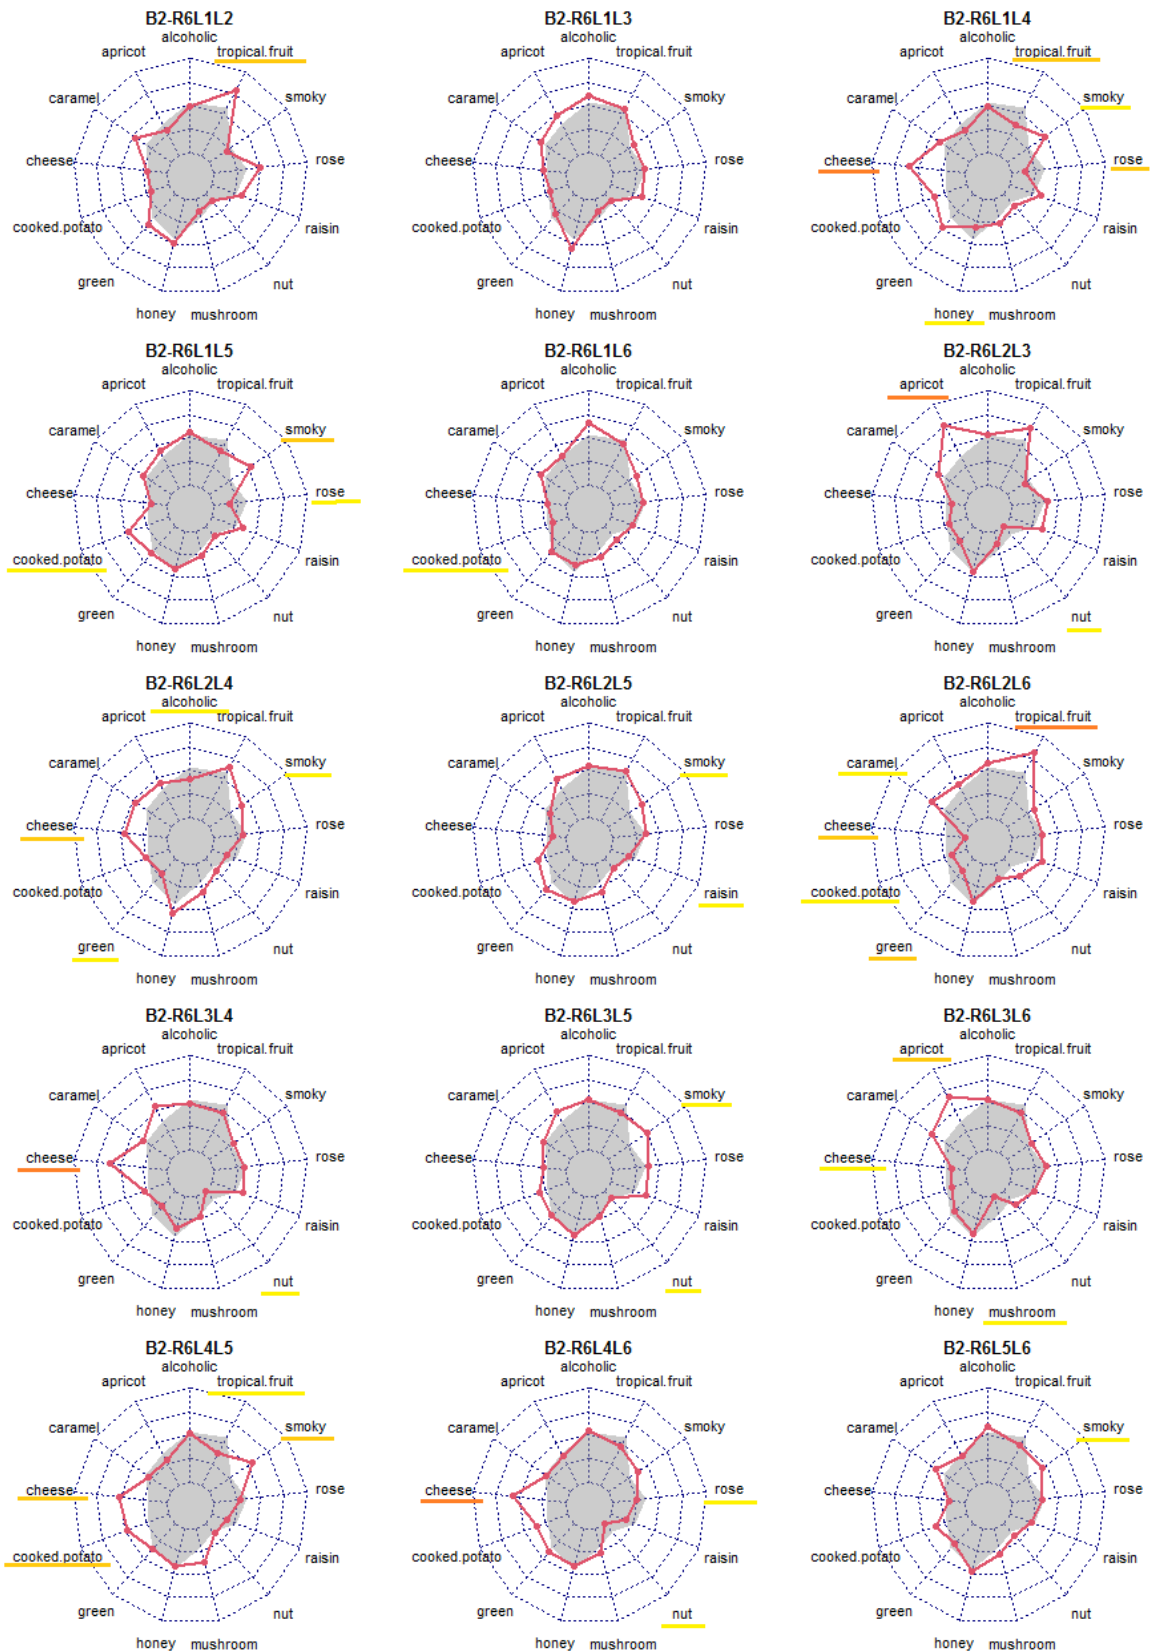 B2-R6L1L2
alcoholic
apricot
tropical.fruit
caramel
smoky
cheese
rose
cooked.potato
raisin
green
nut
honey
mushroom
B2-R6L1L3
alcoholic
apricot
tropical.fruit
caramel
smoky
cheese
rose
cooked.potato
raisin
green
nut
honey
mushroom
B2-R6L1L4
alcoholic
apricot
tropical.fruit
caramel
smoky
cheese
rose
cooked.potato
raisin
green
nut
honey
mushroom
B2-R6L1L5
alcoholic
apricot
tropical.fruit
caramel
smoky
cheese
rose
cooked.potato
raisin
green
nut
honey
mushroom
B2-R6L1L6
alcoholic
apricot
tropical.fruit
caramel
smoky
cheese
rose
cooked.potato
raisin
green
nut
honey
mushroom
B2-R6L2L3
alcoholic
apricot
tropical.fruit
caramel
smoky
cheese
rose
cooked.potato
raisin
green
nut
honey
mushroom
B2-R6L2L4
alcoholic
apricot
tropical.fruit
caramel
smoky
cheese
rose
cooked.potato
raisin
green
nut
honey
mushroom
B2-R6L2L5
alcoholic
apricot
tropical.fruit
caramel
smoky
cheese
rose
cooked.potato
raisin
green
nut
honey
mushroom
B2-R6L2L6
alcoholic
apricot
tropical.fruit
caramel
smoky
cheese
rose
cooked.potato
raisin
green
nut
honey
mushroom
B2-R6L3L4
alcoholic
apricot
tropical.fruit
caramel
smoky
cheese
rose
cooked.potato
raisin
green
nut
honey
mushroom
B2-R6L3L5
alcoholic
apricot
tropical.fruit
caramel
smoky
cheese
rose
cooked.potato
raisin
green
nut
honey
mushroom
B2-R6L3L6
alcoholic
apricot
tropical.fruit
caramel
smoky
cheese
rose
cooked.potato
raisin
green
nut
honey
mushroom
B2-R6L4L5
alcoholic
apricot
tropical.fruit
caramel
smoky
cheese
rose
cooked.potato
raisin
green
nut
honey
mushroom
B2-R6L4L6
alcoholic
apricot
tropical.fruit
caramel
smoky
cheese
rose
cooked.potato
raisin
green
nut
honey
mushroom
B2-R6L5L6
alcoholic
apricot
tropical.fruit
caramel
smoky
cheese
rose
cooked.potato
raisin
green
nut
honey
mushroom